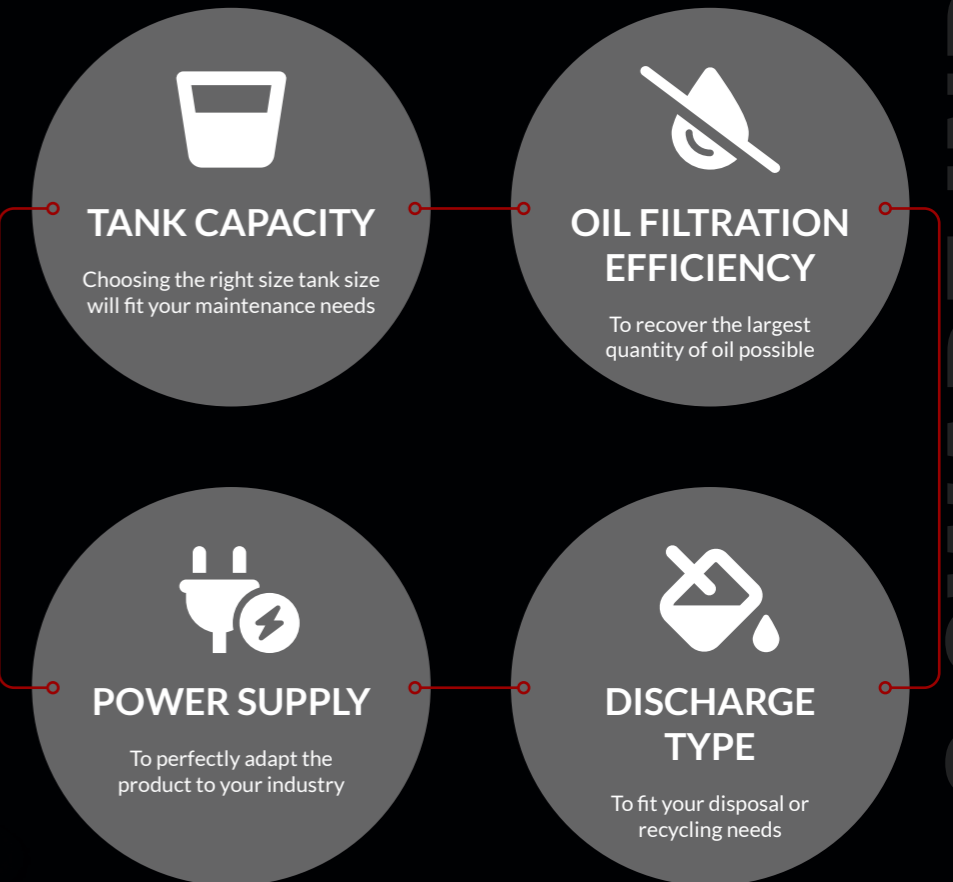 TANK CAPACITY
Choosing the right size tank size
will fit your maintenance needs
OIL FILTRATION
EFFICIENCY
To recover the largest
quantity of oil possible
POWER SUPPLY
To perfectly adapt the
product to your industry
DISCHARGE
TYPE
To fit your disposal or
recycling needs